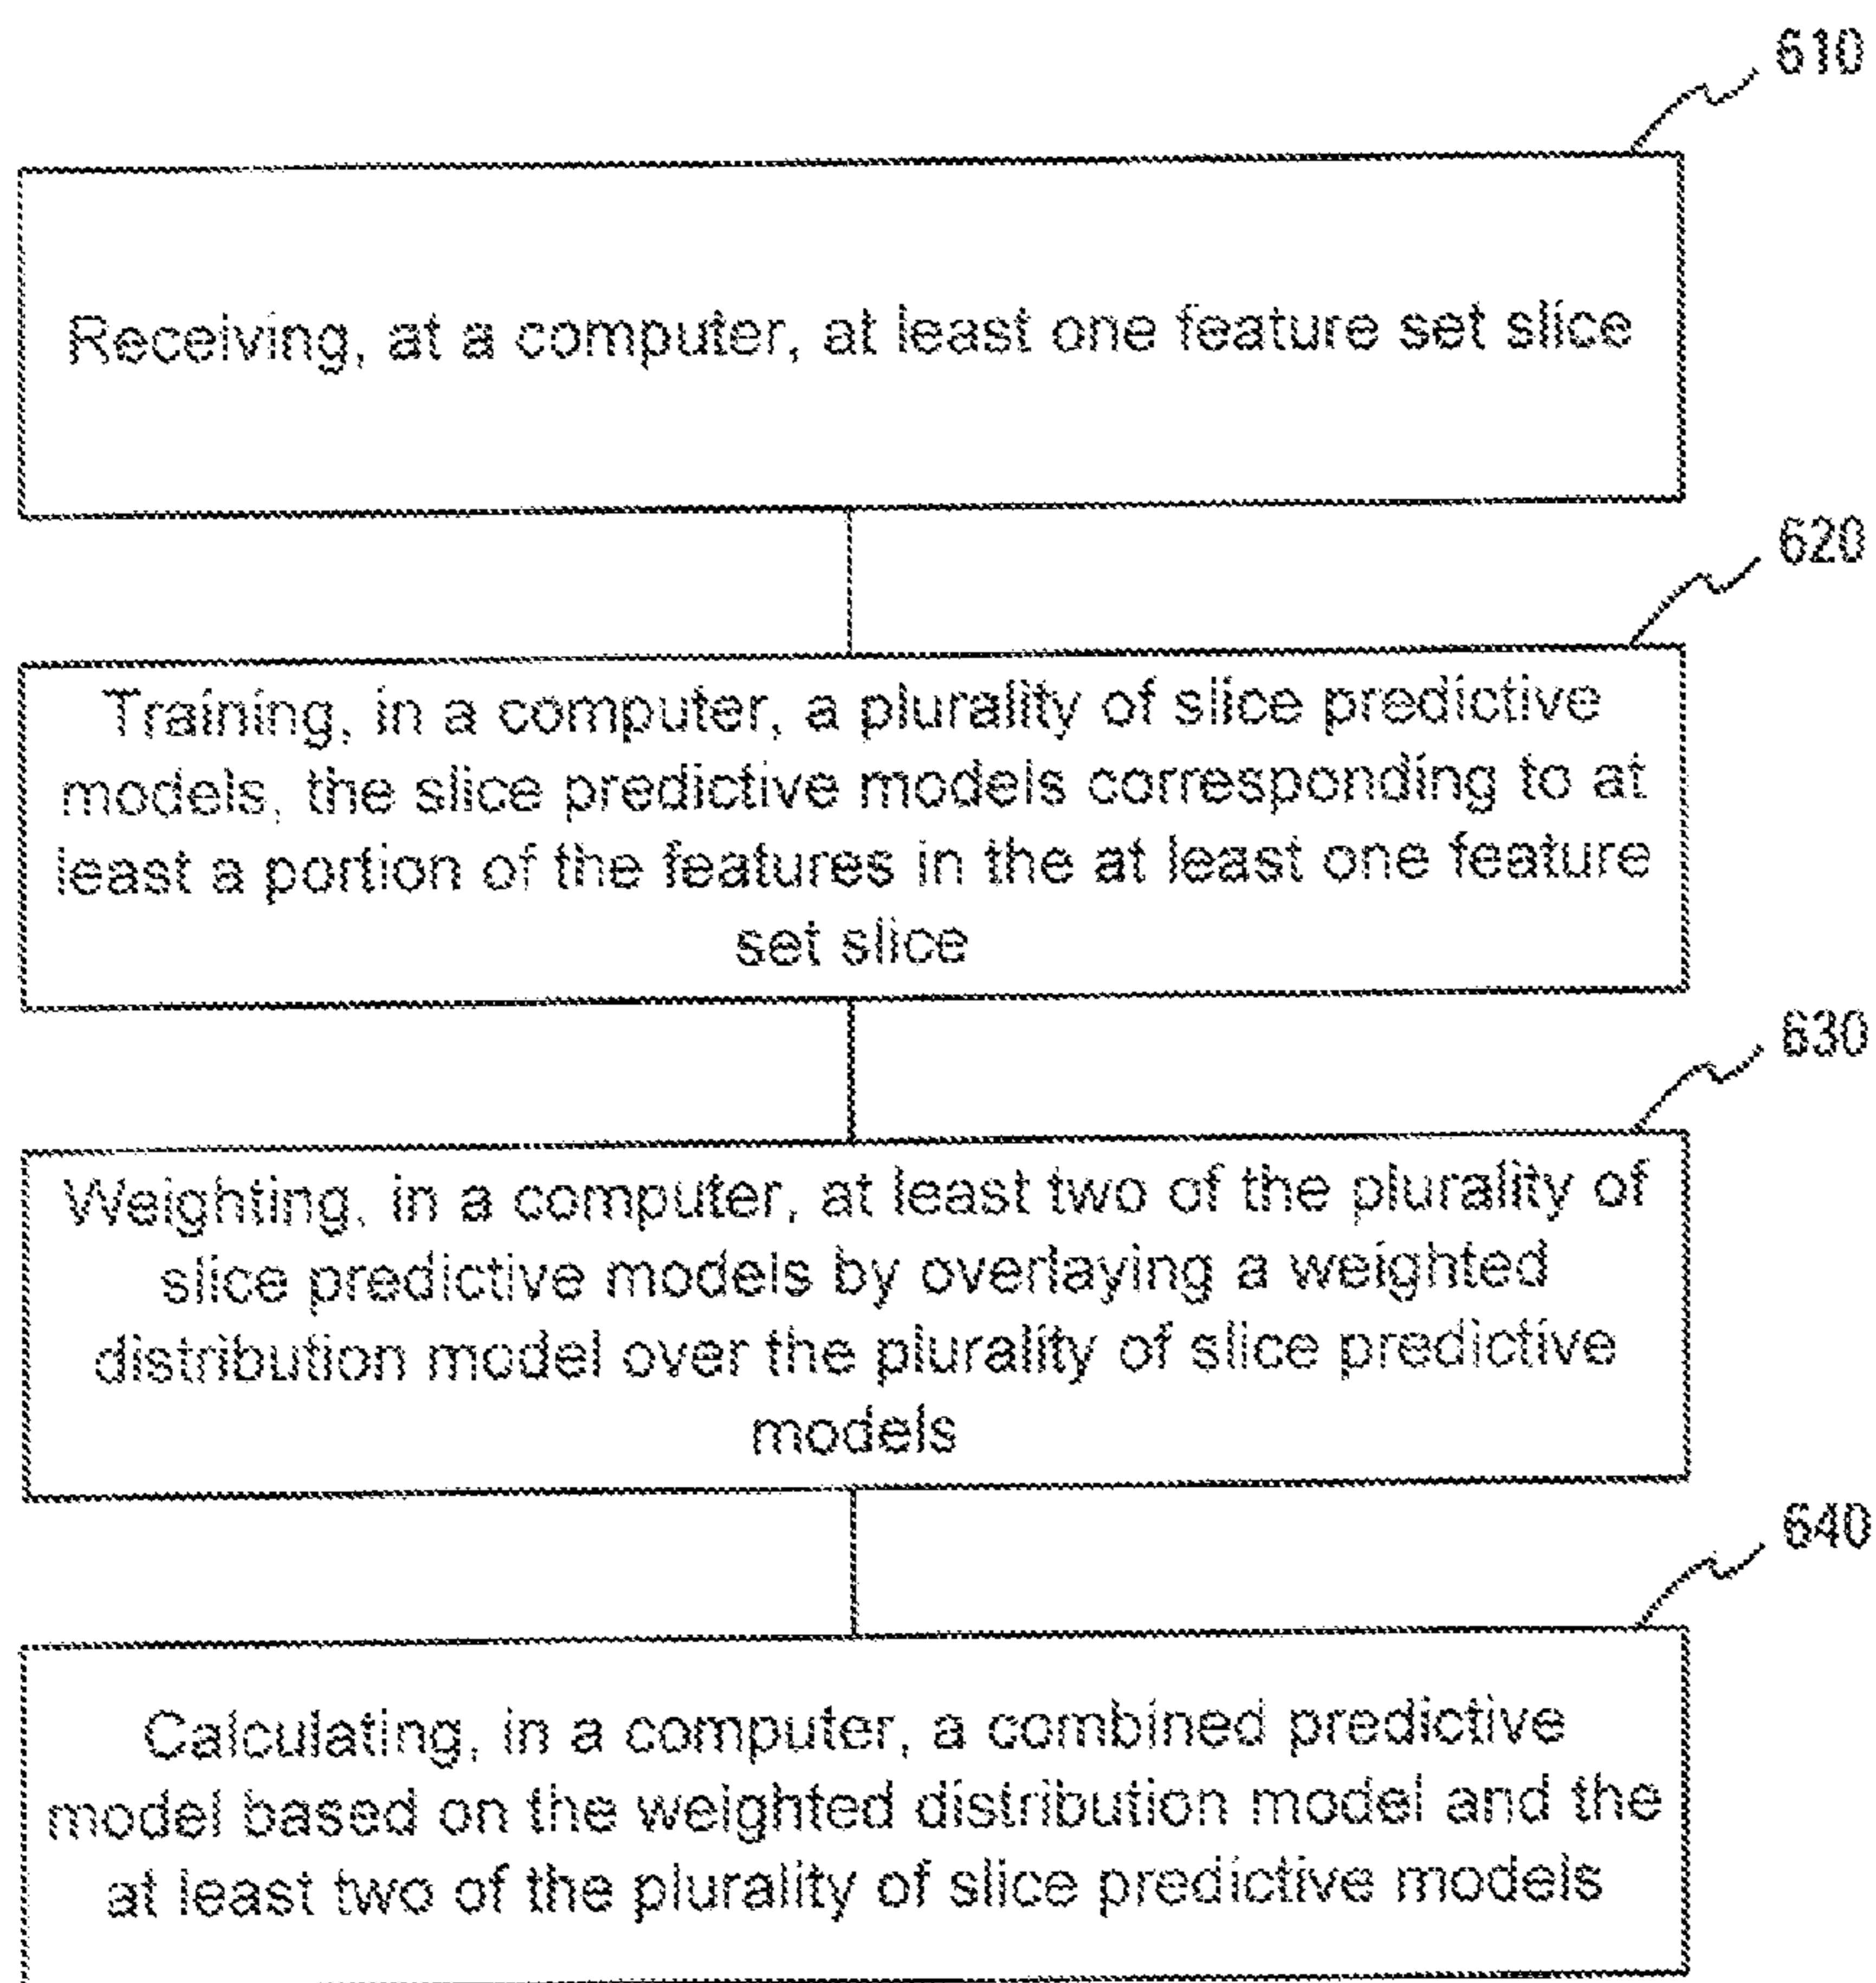 610
Receiving, at a computer, at least one feature set slice
620
Training, in a computer, a plurality of slice predictive
models, the slice predictive models corresponding to at
least a portion of the features in the at least one feature
set slice
630
Weighting, in a computer, at least two of the plurality of
slice predictive models by overlaying a weighted
distribution model over the plurality of slice predictive
models
640
Calculating, in a computer, a combined predictive
model based on the weighted distribution model and the
at least two of the plurality of slice predictive models